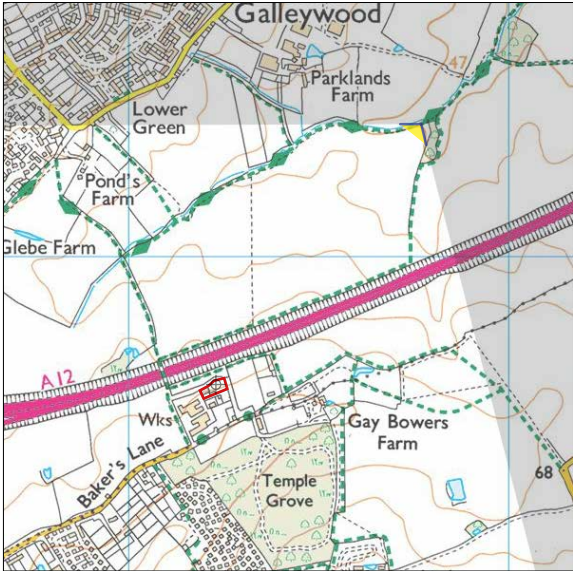 Galleywood
47
Parklands
Farm
Lower
Green
Pond's
Farm
Glebe Farm
A12
Wks
Gay Bowers
Farm
Baker's Lane
Temple
Grove
68